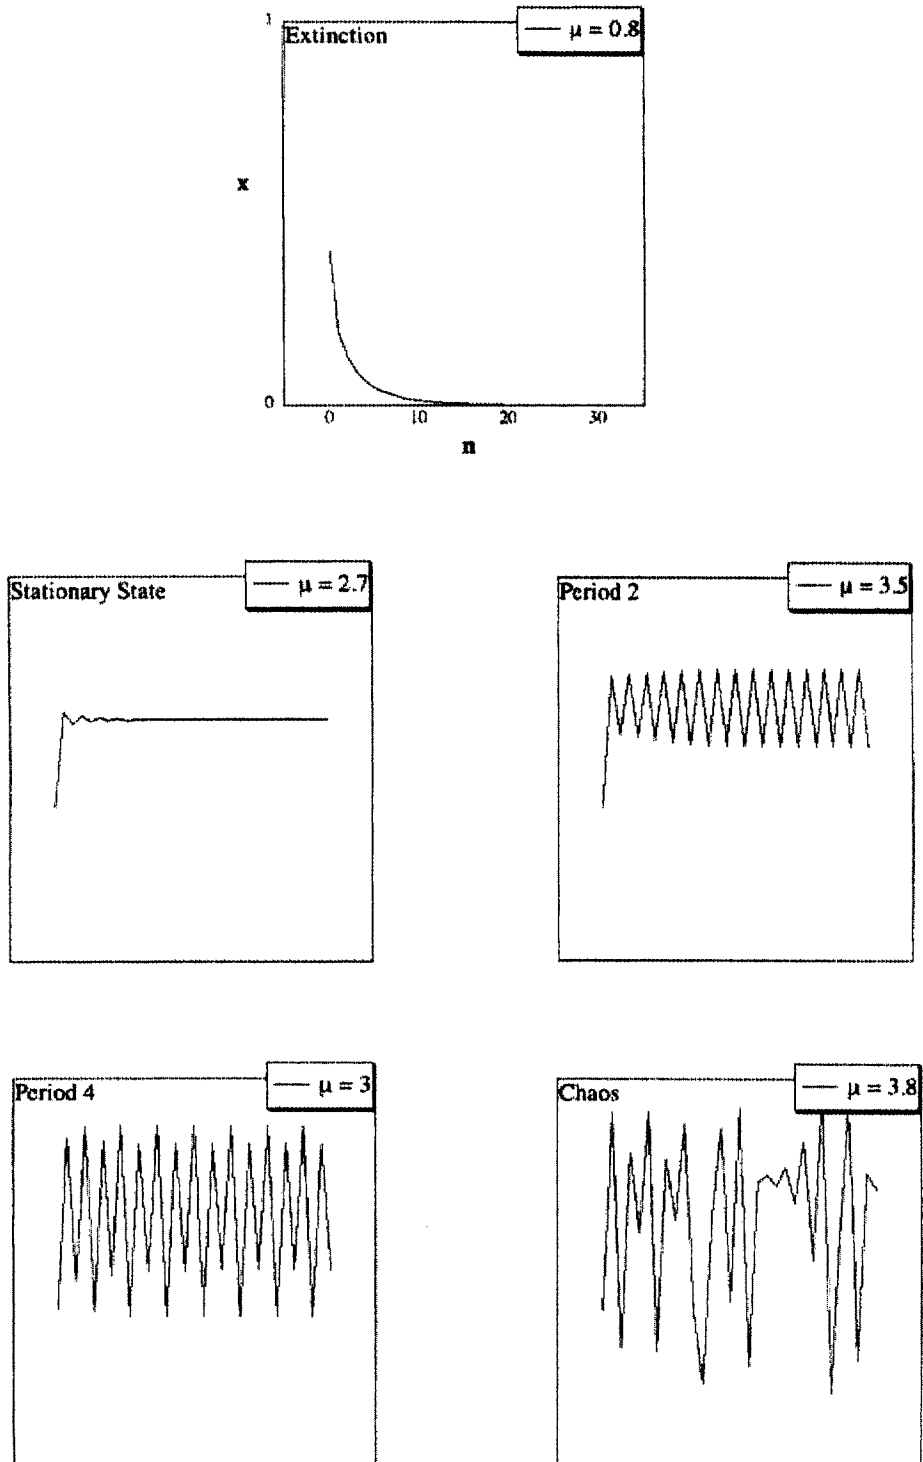 1
Extinction
μ = 0.8
x
0
0 10 20 30
n
Stationary State
μ = 2.7
Period 2
μ = 3.5
Period 4
μ = 3
Chaos
μ = 3.8